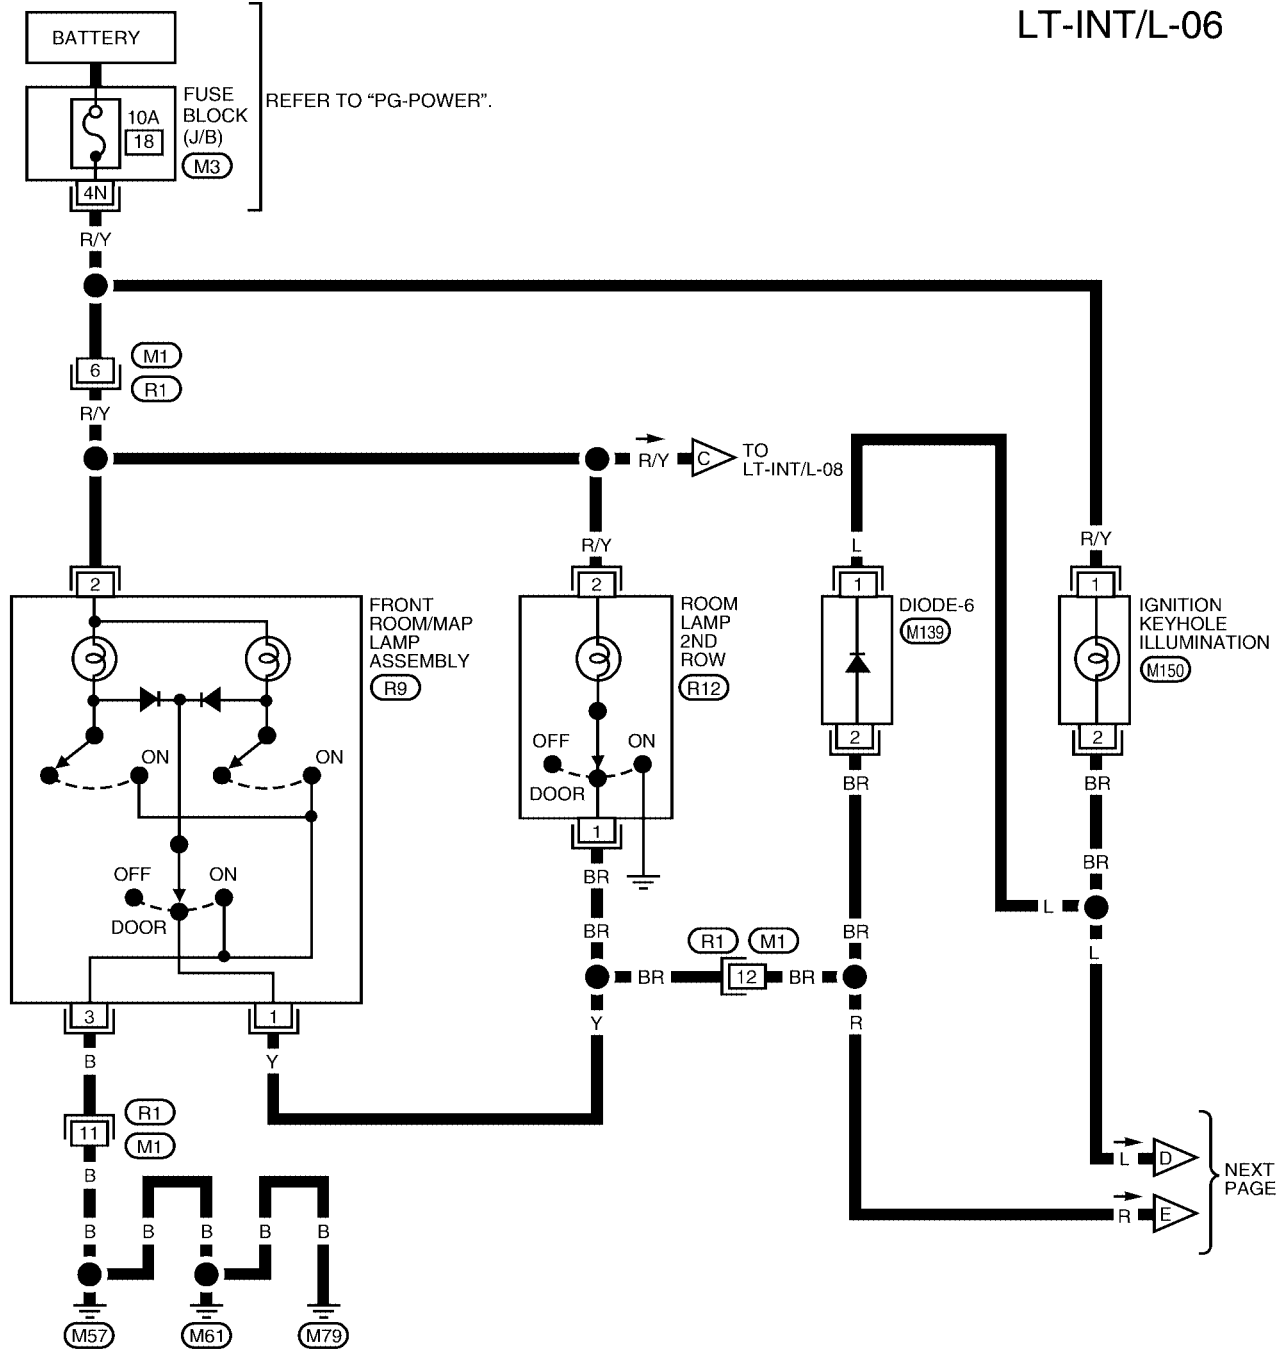 LT-INT/L-06
BATTERY
FUSE
BLOCK
(J/B)
REFER TO “PG-POWER”.
10A
18
M3
4N
R/Y
6
M1
R1
R/Y
R/Y
C
TO
LT-INT/L-08
R/Y
L
R/Y
2
2
1
1
FRONT
ROOM/MAP
LAMP
ASSEMBLY
R9
ROOM
LAMP
2ND
ROW
R12
DIODE-6
M139
IGNITION
KEYHOLE
ILLUMINATION
M150
ON
ON
OFF
ON
DOOR
2
2
1
BR
BR
OFF
ON
DOOR
BR
BR
BR
BR
R1
M1
L
L
BR
12
BR
3
1
Y
R
B
Y
R1
11
M1
B
L
D
NEXT
PAGE
R
E
B
B
B
B
B
M57
M61
M79